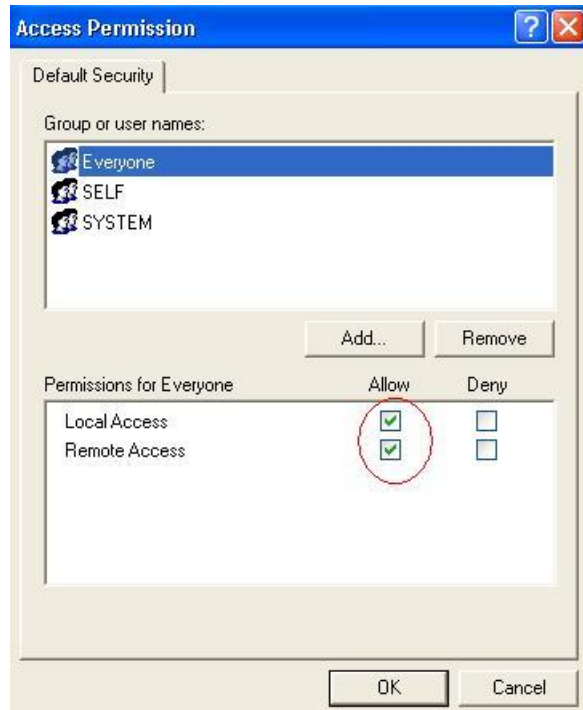 Access Permission
Default Security
Group or user names:
Everyone
SELF
SYSTEM
Add... Remove
Permissions for Everyone Allow Deny
Local Access
Remote Access
OK Cancel